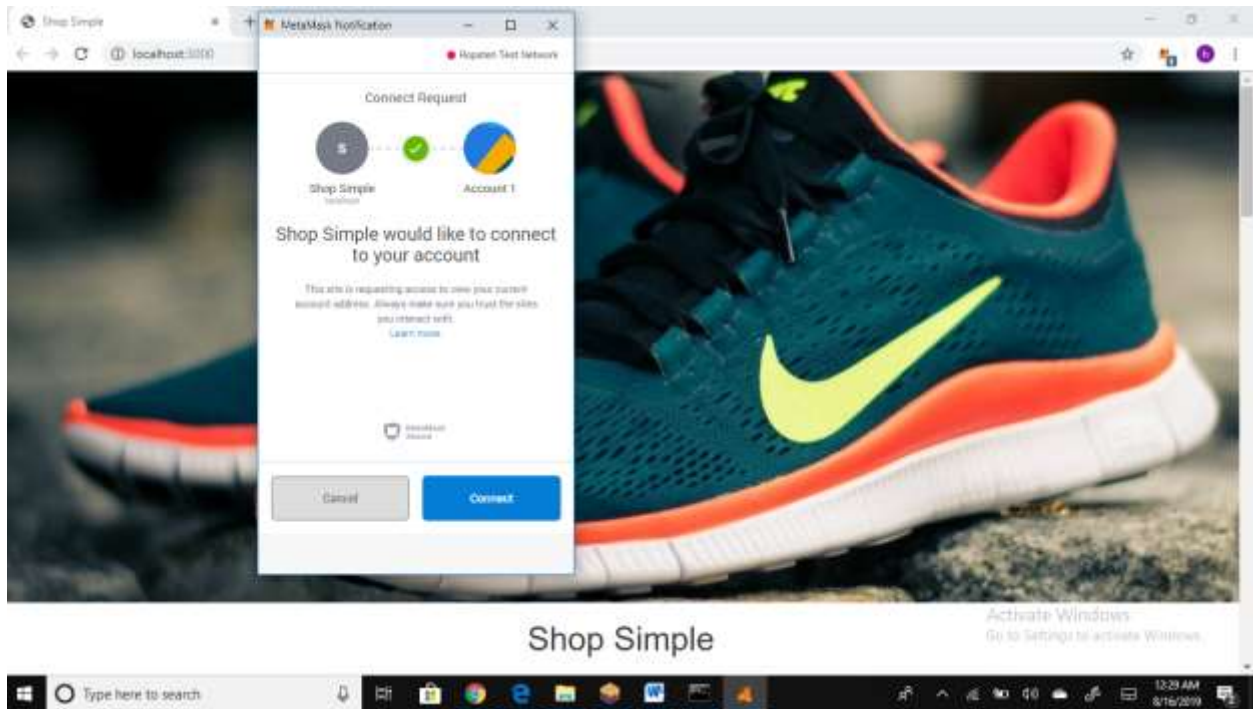 Shop Simple
localhost:3000
MetaMask Notification
Ropsten Test Network
Connect Request
S
Shop Simple
localhost
Account 1
Shop Simple would like to connect
to your account
This site is requesting access to view your current
account address. Always make sure you trust the sites
you interact with.
Learn more.
Cancel
Connect
Shop Simple
Activate Windows
Go to Settings to activate Windows.
Type here to search
12:29 AM
8/16/2019